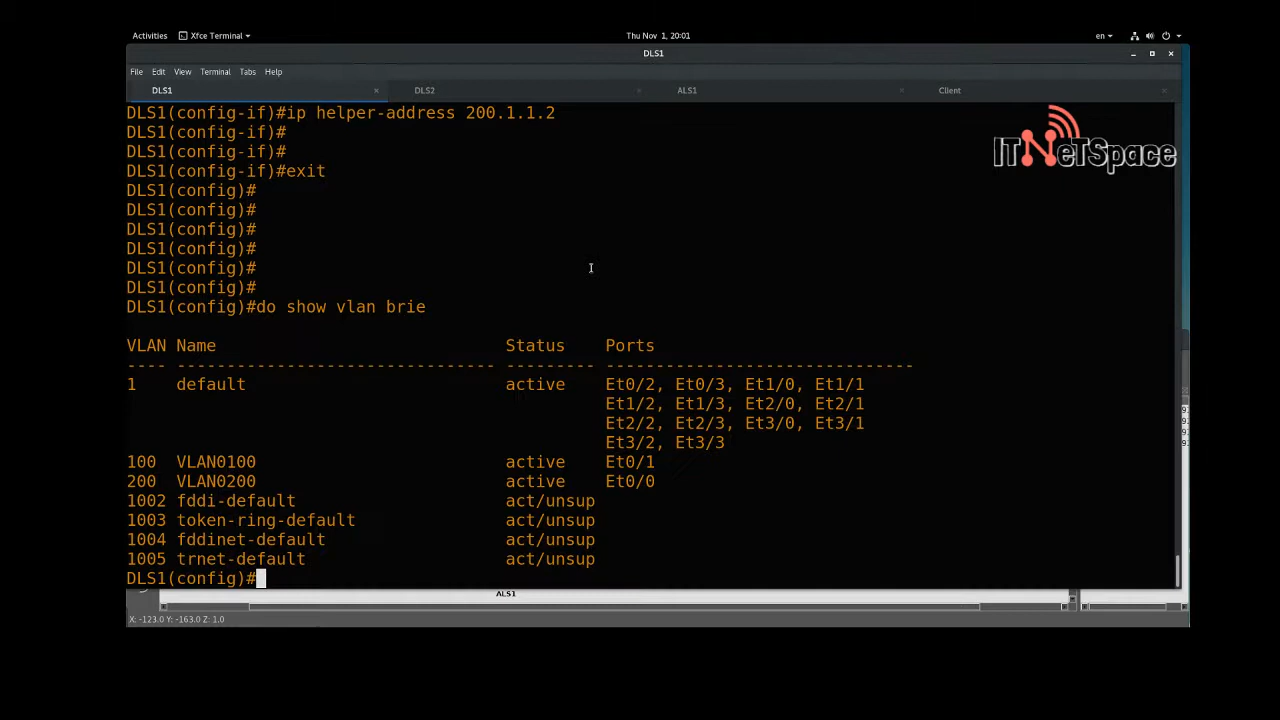 Activities Xfce Terminal Thu Nov 1, 20:01 en
DLS1
File Edit View Terminal Tabs Help
DLS1 × DLS2 × ALS1 × Client ×
DLS1(config-if)#ip helper-address 200.1.1.2
DLS1(config-if)#
DLS1(config-if)#
DLS1(config-if)#exit
DLS1(config)#
DLS1(config)#
DLS1(config)#
DLS1(config)#
DLS1(config)#
DLS1(config)#
DLS1(config)#do show vlan brie
VLAN Name Status Ports
---- -------------------------------- --------- -------------------------------
1 default active Et0/2, Et0/3, Et1/0, Et1/1
Et1/2, Et1/3, Et2/0, Et2/1
Et2/2, Et2/3, Et3/0, Et3/1
Et3/2, Et3/3
100 VLAN0100 active Et0/1
200 VLAN0200 active Et0/0
1002 fddi-default act/unsup
1003 token-ring-default act/unsup
1004 fddinet-default act/unsup
1005 trnet-default act/unsup
DLS1(config)#
ITNeTSpace
ALS1
X: -123.0 Y: -163.0 Z: 1.0